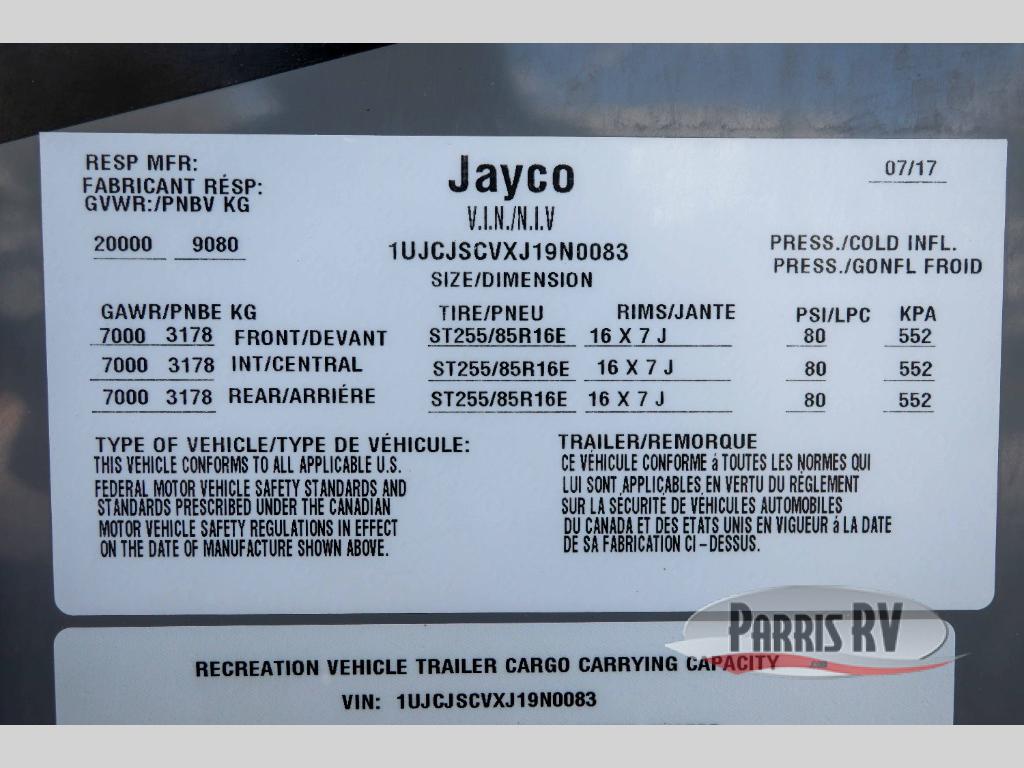 RESP MFR:
FABRICANT RÉSP:
GVWR:/PNBV KG
Jayco
07/17
V.I.N./N.I.V
20000 9080
1UJCJSCVXJ19N0083
SIZE/DIMENSION
PRESS./COLD INFL.
PRESS./GONFL FROID
GAWR/PNBE KG TIRE/PNEU RIMS/JANTE PSI/LPC KPA
7000 3178 FRONT/DEVANT ST255/85R16E 16 X 7 J 80 552
7000 3178 INT/CENTRAL ST255/85R16E 16 X 7 J 80 552
7000 3178 REAR/ARRIÉRE ST255/85R16E 16 X 7 J 80 552
TYPE OF VEHICLE/TYPE DE VÉHICULE:
THIS VEHICLE CONFORMS TO ALL APPLICABLE U.S.
FEDERAL MOTOR VEHICLE SAFETY STANDARDS AND
STANDARDS PRESCRIBED UNDER THE CANADIAN
MOTOR VEHICLE SAFETY REGULATIONS IN EFFECT
ON THE DATE OF MANUFACTURE SHOWN ABOVE.
TRAILER/REMORQUE
CE VÉHICULE CONFORME á TOUTES LES NORMES QUI
LUI SONT APPLICABLES EN VERTU DU RÉGLEMENT
SUR LA SÉCURITÉ DE VÉHICULES AUTOMOBILES
DU CANADA ET DES ETATS UNIS EN VIGUEUR á LA DATE
DE SA FABRICATION CI-DESSUS.
PARRIS RV
.com
RECREATION VEHICLE TRAILER CARGO CARRYING CAPACITY
VIN: 1UJCJSCVXJ19N0083